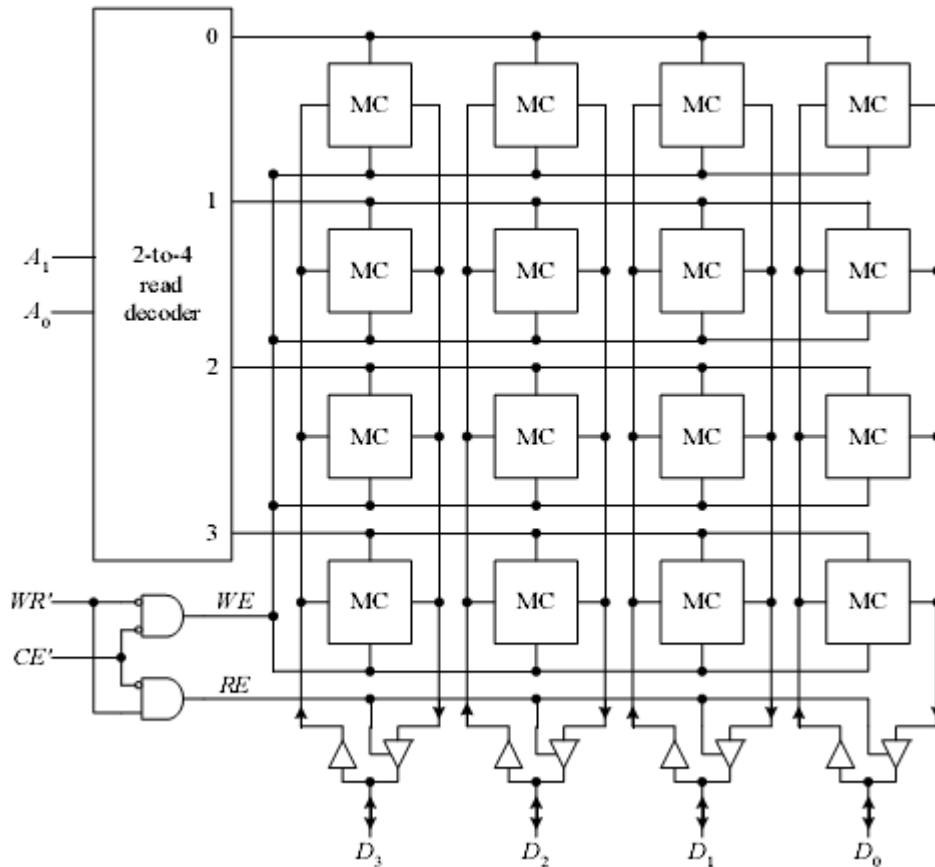 0
MC MC MC MC
1
A1
2-to-4
read
decoder
A0
MC MC MC MC
2
MC MC MC MC
3
MC MC MC MC
WR' WE
CE'
RE
D3 D2 D1 D0